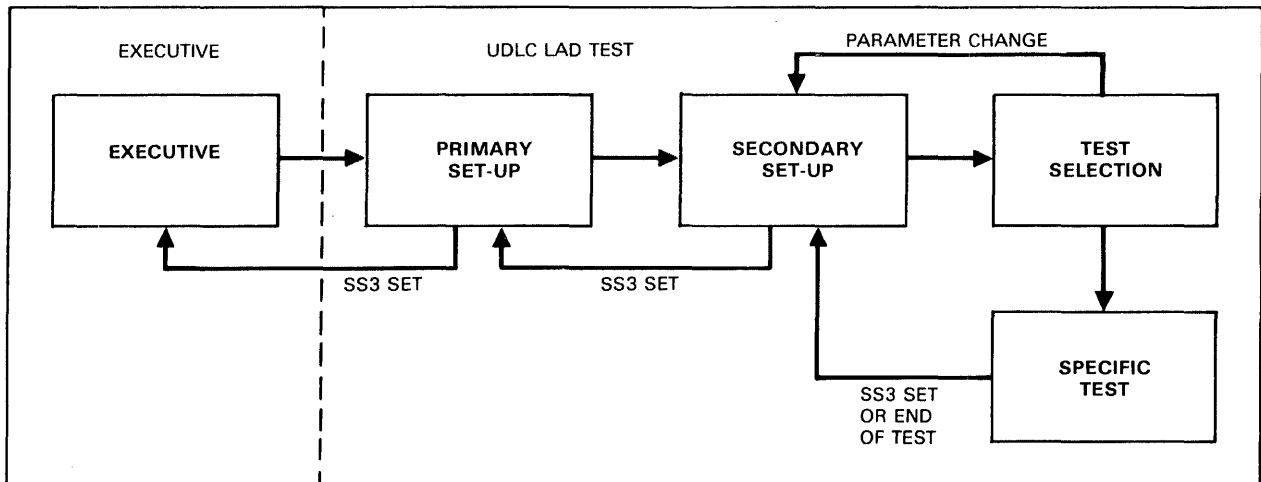 EXECUTIVE
UDLC LAD TEST
PARAMETER CHANGE
EXECUTIVE
PRIMARY
SET-UP
SECONDARY
SET-UP
TEST
SELECTION
SS3 SET
SS3 SET
SPECIFIC
TEST
SS3 SET
OR END
OF TEST